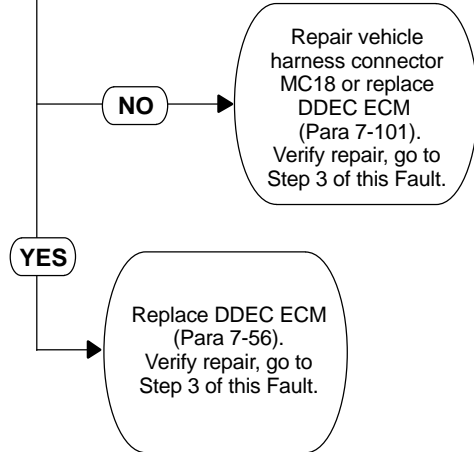 NO
Repair vehicle
harness connector
MC18 or replace
DDEC ECM
(Para 7-101).
Verify repair, go to
Step 3 of this Fault.
YES
Replace DDEC ECM
(Para 7-56).
Verify repair, go to
Step 3 of this Fault.